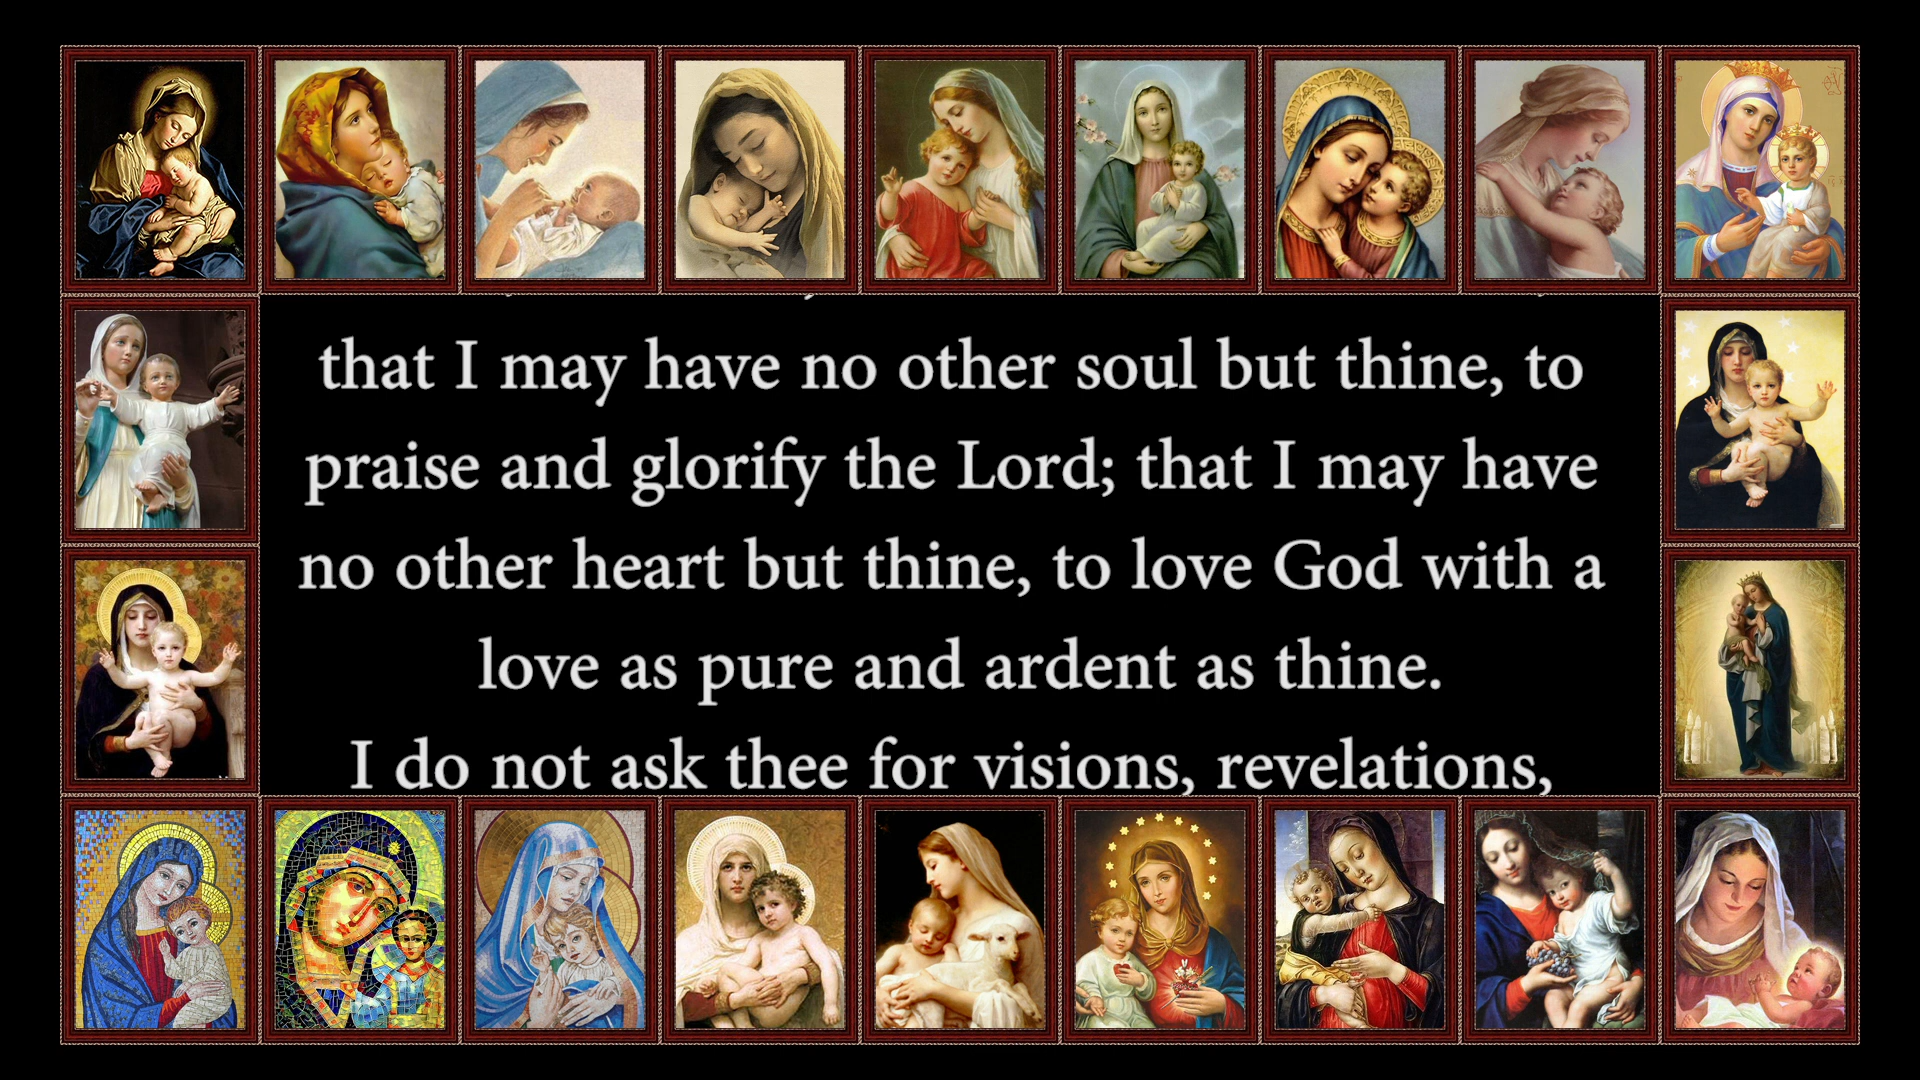 that I may have no other soul but thine, to
praise and glorify the Lord; that I may have
no other heart but thine, to love God with a
love as pure and ardent as thine.
I do not ask thee for visions, revelations,